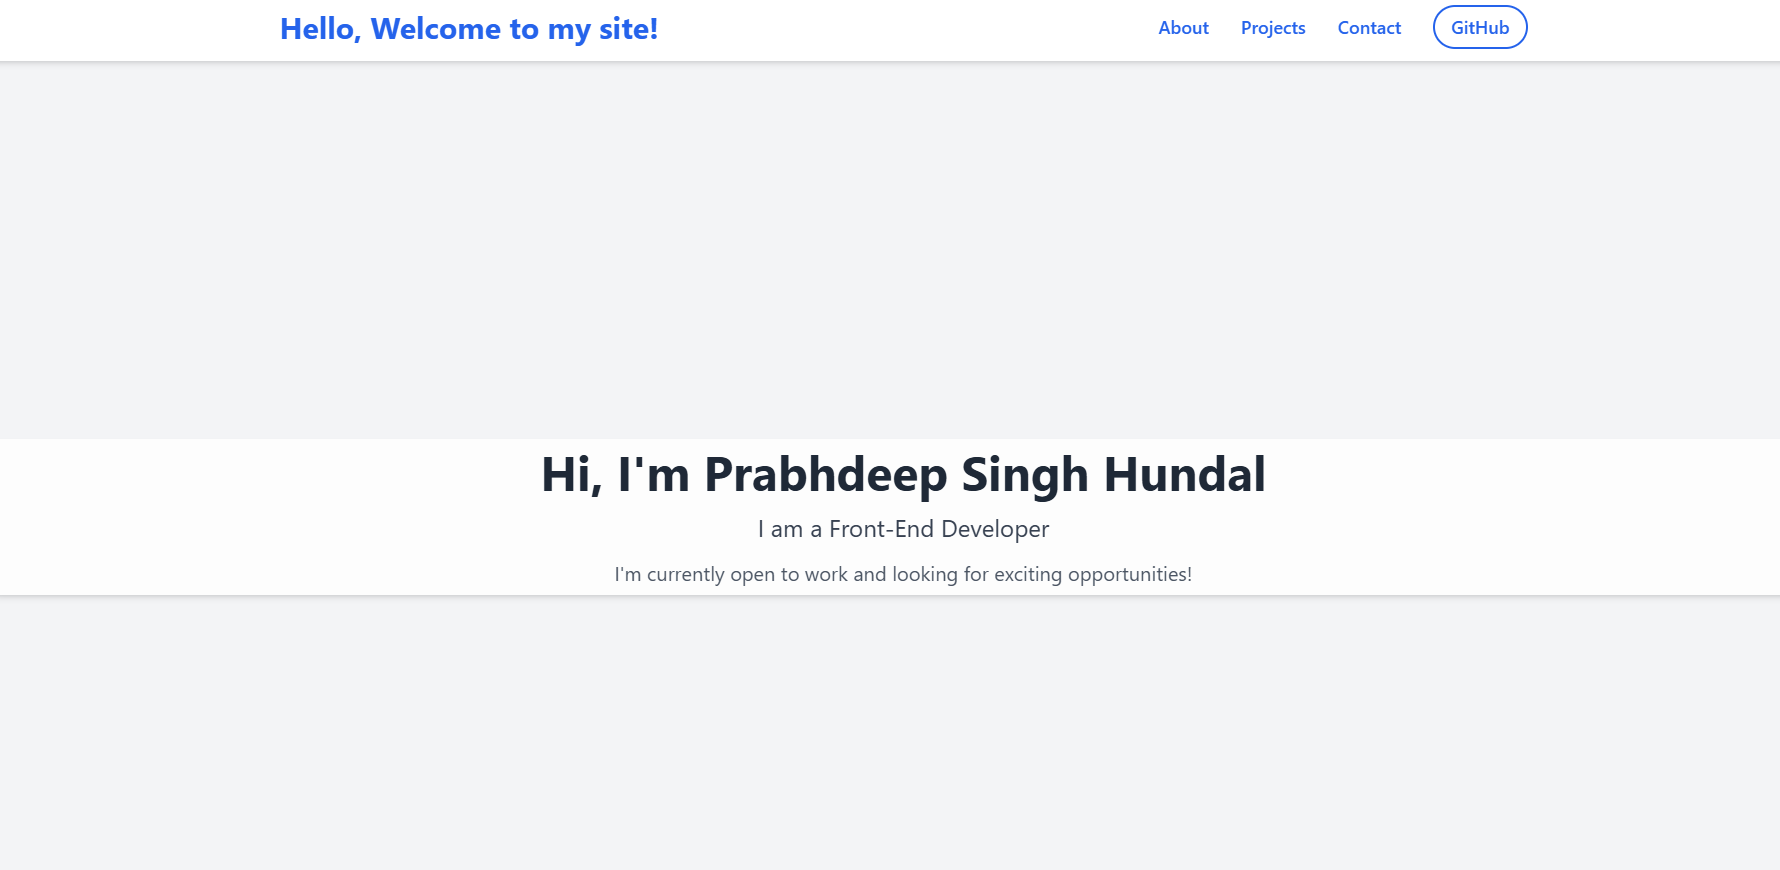 Hello, Welcome to my site!
About Projects Contact GitHub
Hi, I'm Prabhdeep Singh Hundal
I am a Front-End Developer
I'm currently open to work and looking for exciting opportunities!